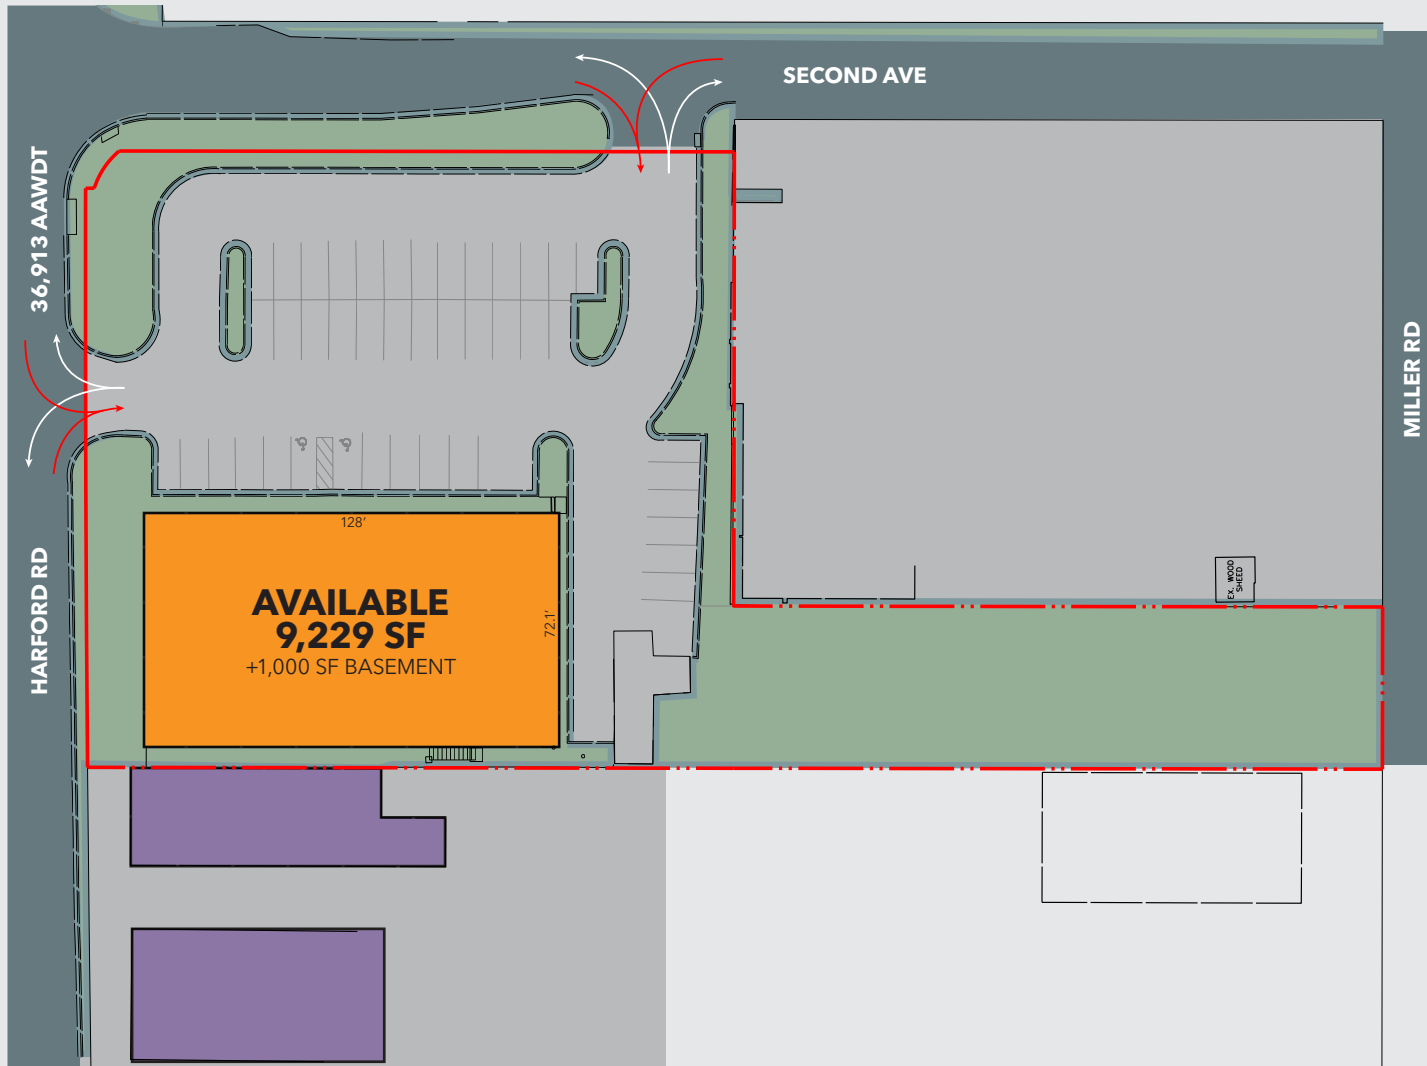 SECOND AVE
36,913 AAWDT
MILLER RD
128'
HARFORD RD
AVAILABLE
9,229 SF
+1,000 SF BASEMENT
72.1'
EX. WOOD
SHEED